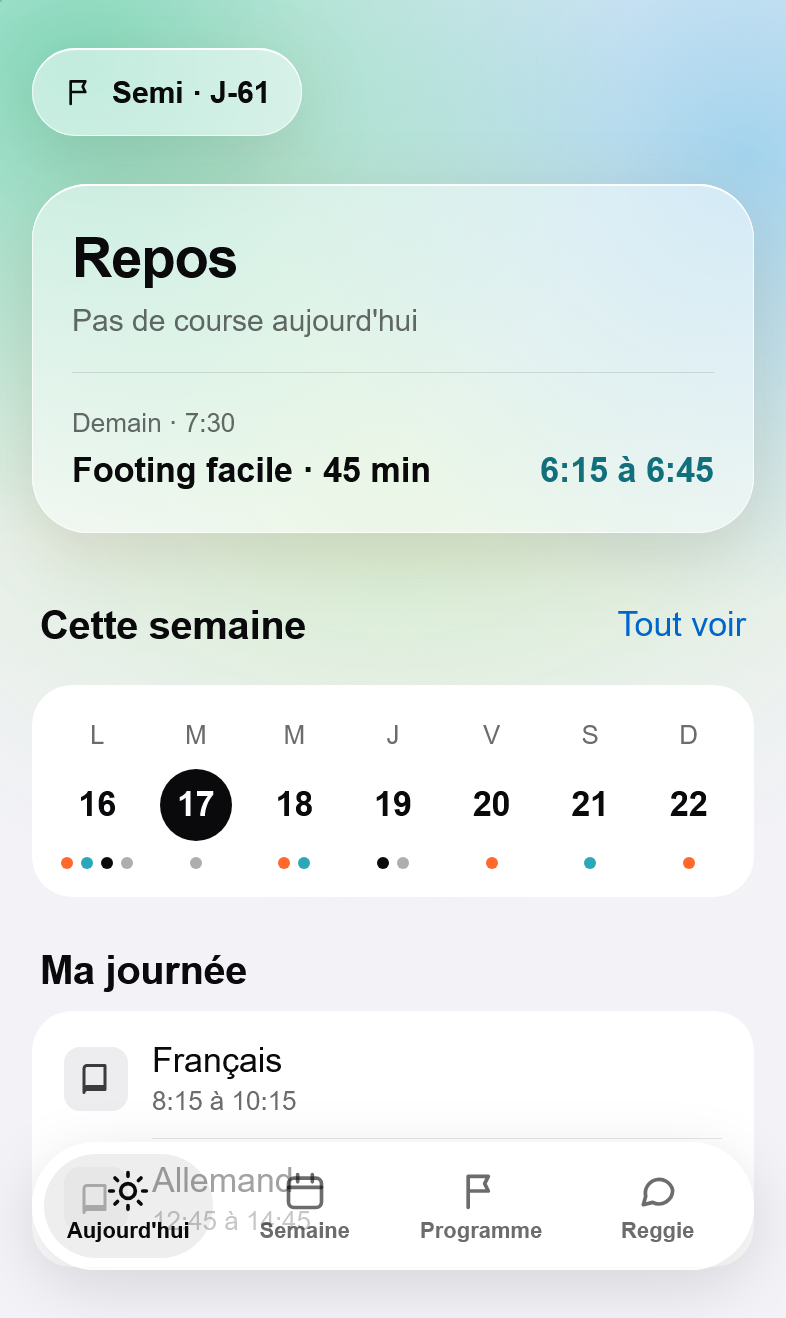 Semi · J-61
Repos
Pas de course aujourd'hui
Demain · 7:30
Footing facile · 45 min
6:15 à 6:45
Cette semaine
Tout voir
L M M J V S D
16 17 18 19 20 21 22
Ma journée
Français
8:15 à 10:15
Allemand
12:45 à 14:45
Aujourd'hui
Semaine
Programme
Reggie